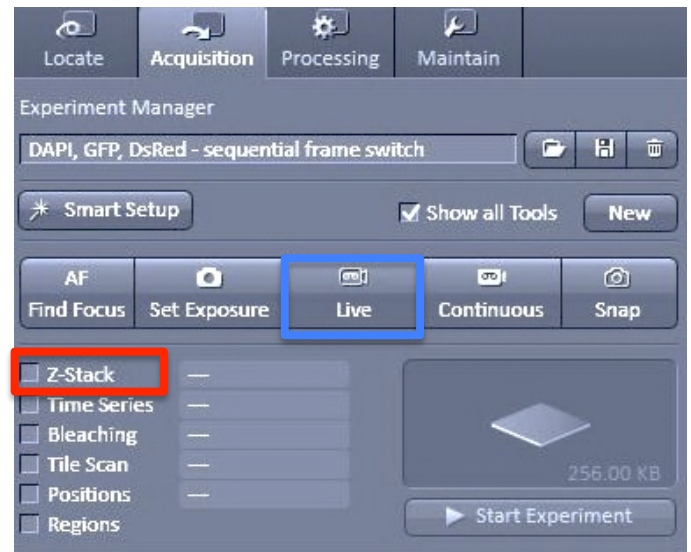 Locate Acquisition Processing Maintain
Experiment Manager
DAPI, GFP, DsRed - sequential frame switch
Smart Setup Show all Tools New
AF
Find Focus Set Exposure Live Continuous Snap
Z-Stack ---
Time Series ---
Bleaching ---
Tile Scan ---
256.00 KB
Positions ---
Start Experiment
Regions